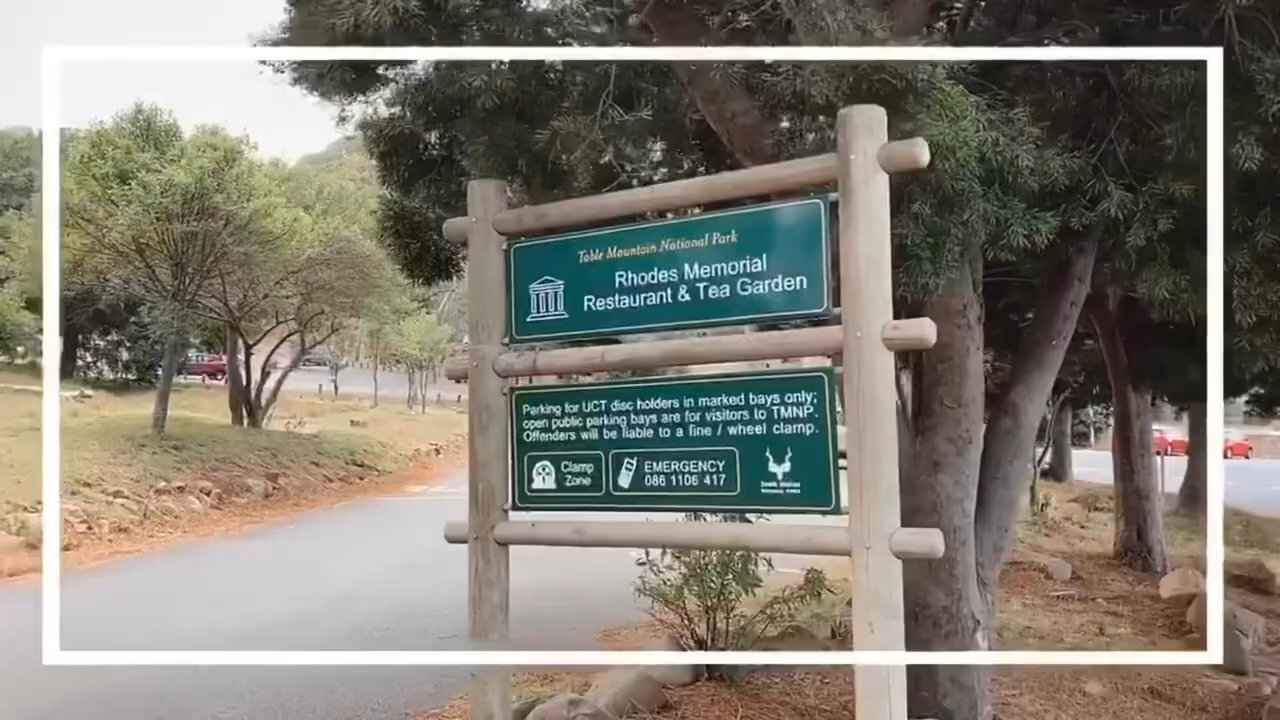 Table Mountain National Park
Rhodes Memorial
Restaurant & Tea Garden
Parking for UCT disc holders in marked bays only;
open public parking bays are for visitors to TMNP.
Offenders will be liable to a fine / wheel clamp.
Clamp
Zone
EMERGENCY
086 1106 417